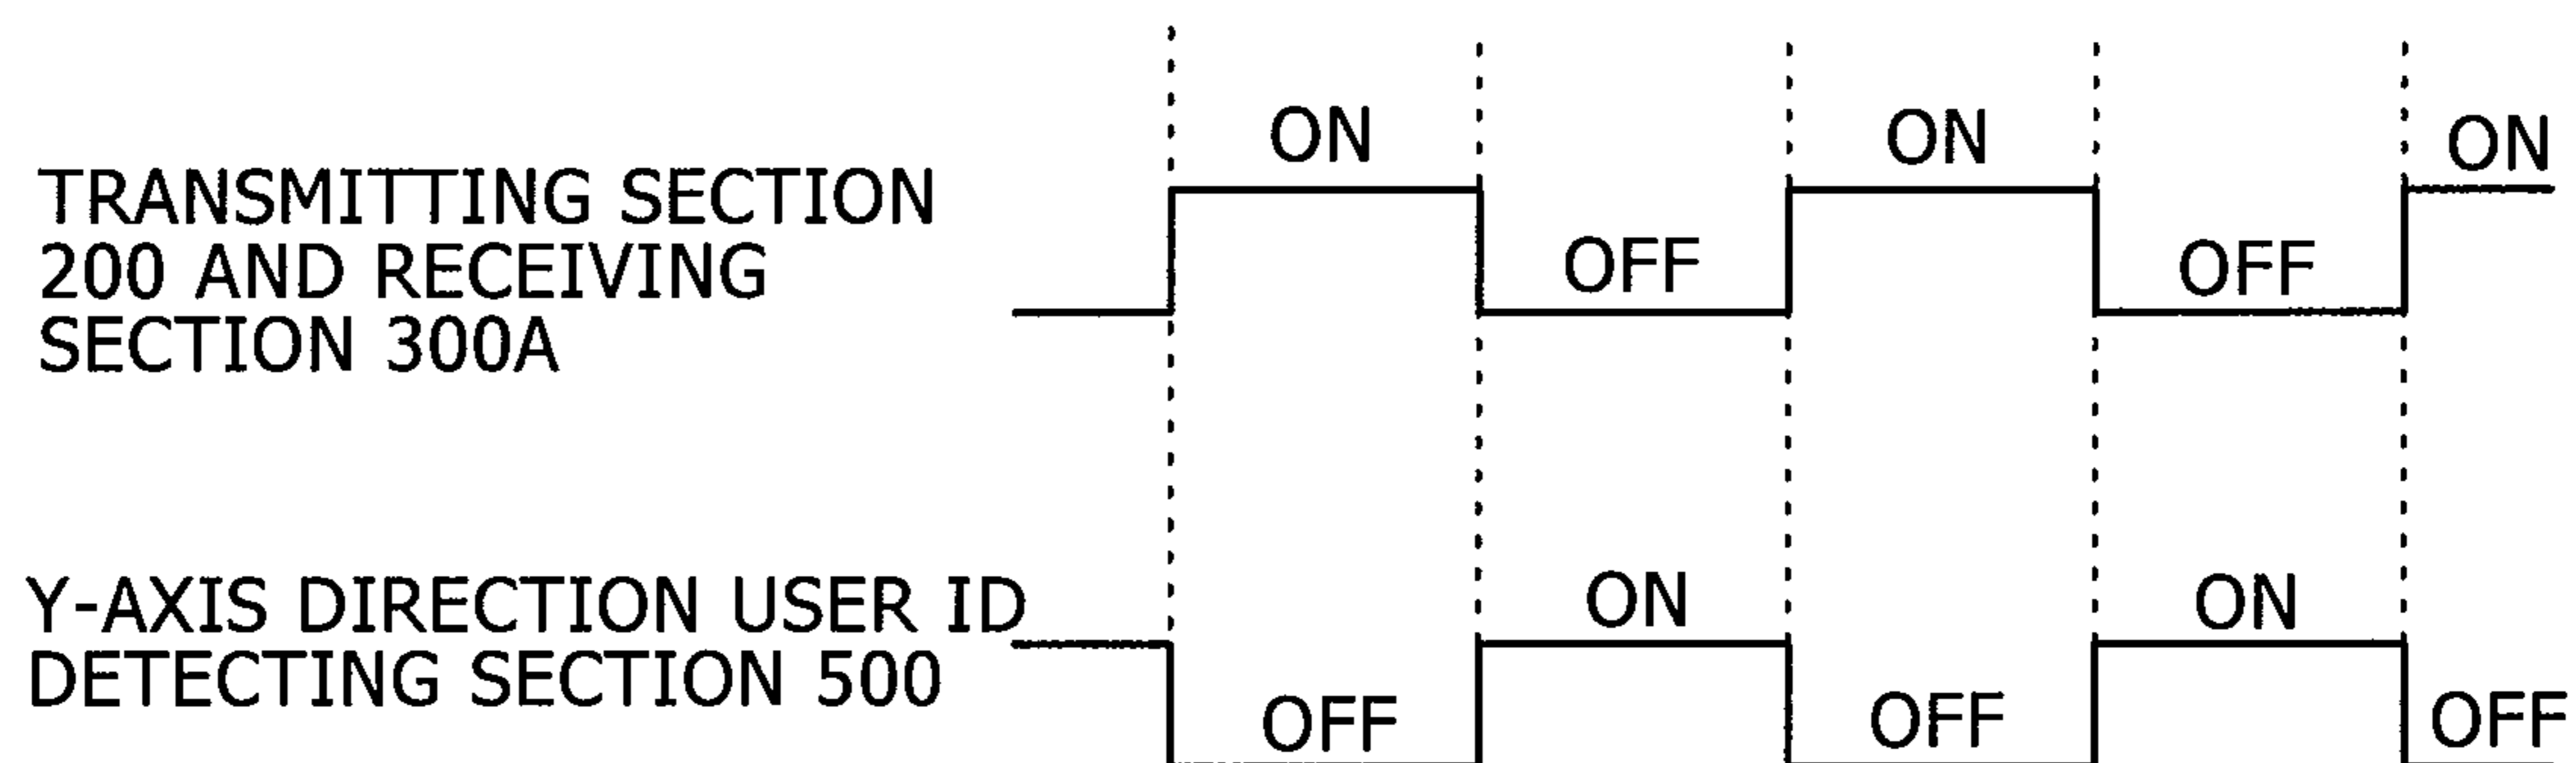 ON
ON
ON
TRANSMITTING SECTION
200 AND RECEIVING
SECTION 300A
OFF
OFF
Y-AXIS DIRECTION USER ID
DETECTING SECTION 500
ON
ON
OFF
OFF
OFF